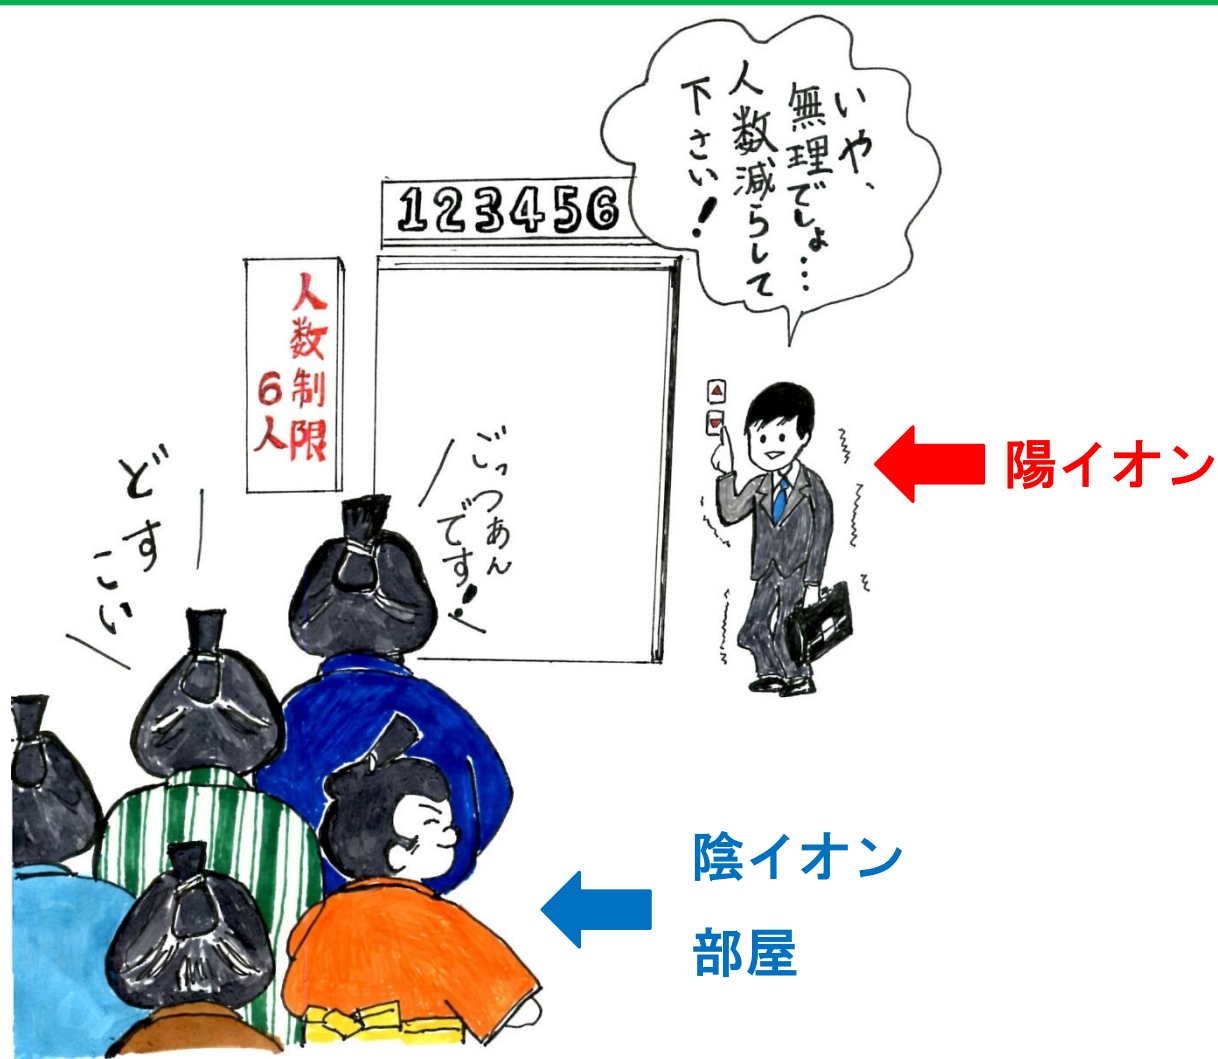 いや、
無理でしょ…
人数減らして
下さい！
123456
人数制限
6人
ごっつあん
です！
どす
こい
陽イオン
陰イオン
部屋